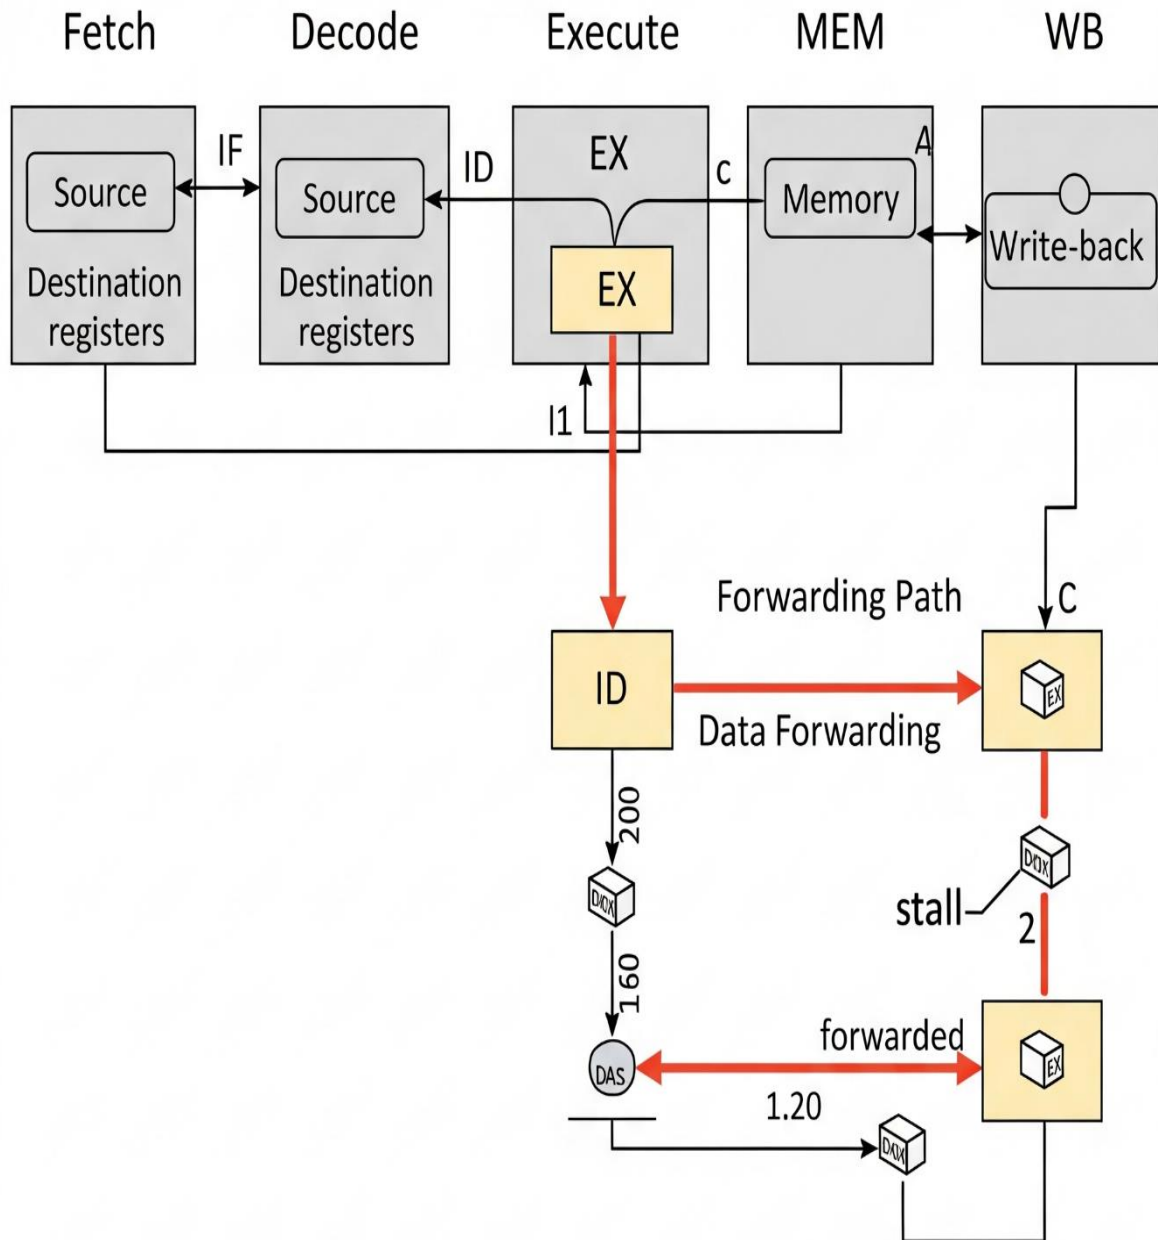 Fetch
Decode
Execute
MEM
WB
Source
Destination
registers
IF
Source
Destination
registers
ID
EX
EX
c
Memory
A
Write-back
I1
C
Forwarding Path
ID
EX
Data Forwarding
200
stall
2
160
forwarded
EX
DAS
1.20